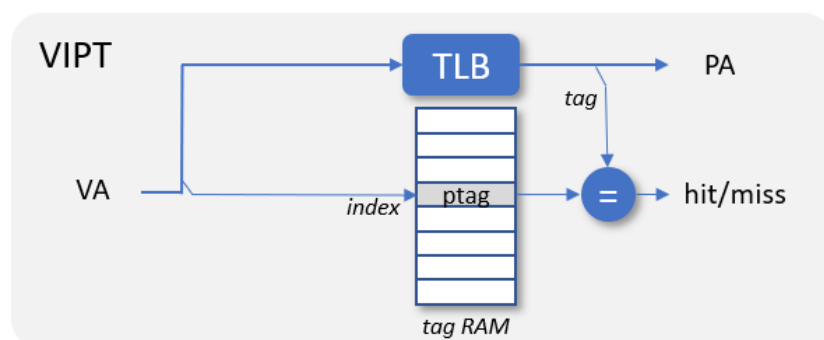 VIPT
TLB
PA
tag
VA
index
ptag
=
hit/miss
tag RAM